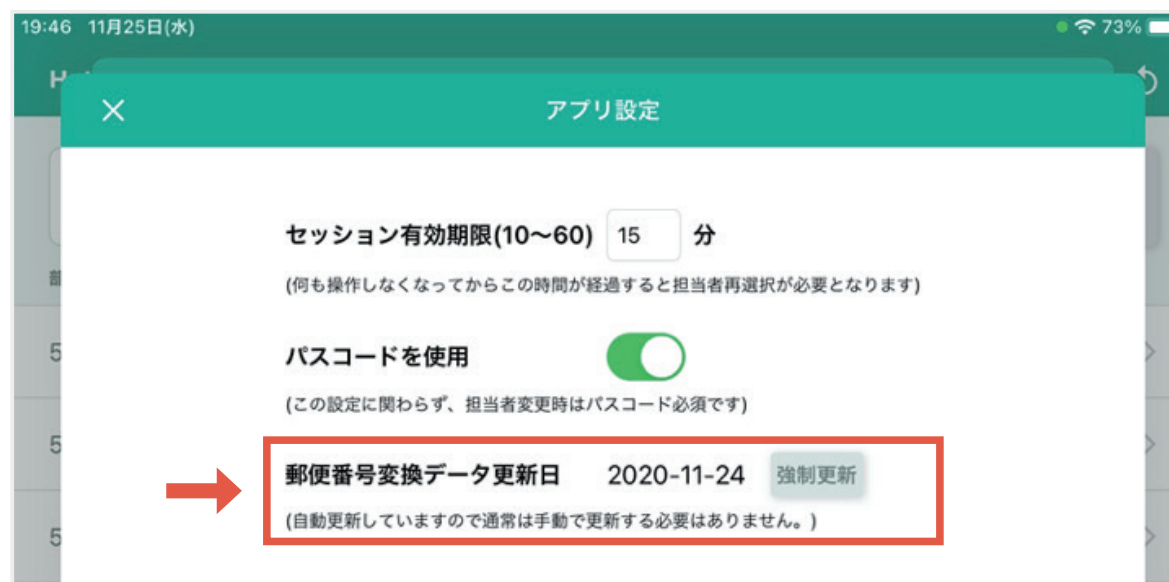 19:46 11月25日(水)
73%
アプリ設定
セッション有効期限(10〜60) 15 分
(何も操作しなくなってからこの時間が経過すると担当者再選択が必要となります)
5
パスコードを使用
(この設定に関わらず、担当者変更時はパスコード必須です)
5
郵便番号変換データ更新日 2020-11-24 強制更新
(自動更新していますので通常は手動で更新する必要はありません。)
5